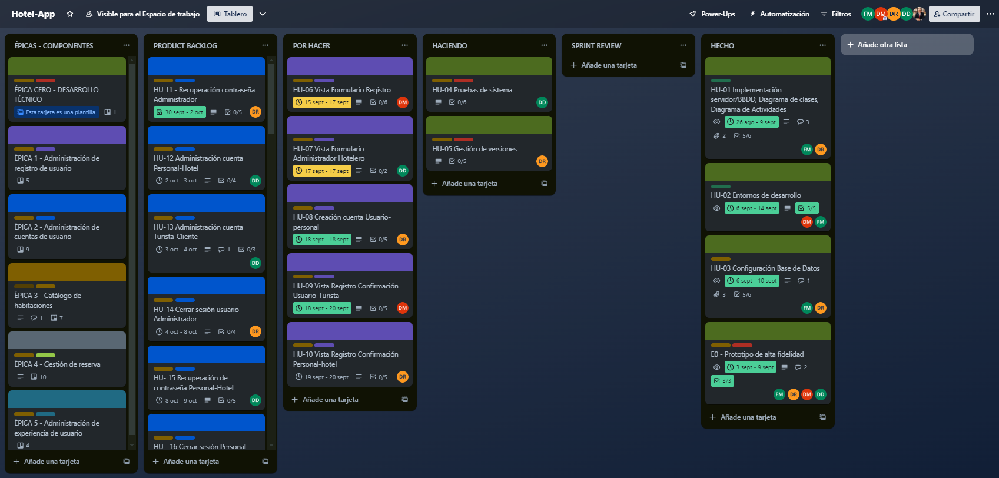 Hotel-App
Visible para el Espacio de trabajo
Tablero
Power-Ups
Automatización
Filtros
FM
DM
DR
DD
Compartir
ÉPICAS - COMPONENTES
ÉPICA CERO - DESARROLLO
TÉCNICO
Esta tarjeta es una plantilla.
1
ÉPICA 1 - Administración de
registro de usuario
5
ÉPICA 2 - Administración de
cuentas de usuario
9
ÉPICA 3 - Catálogo de
habitaciones
1
7
ÉPICA 4 - Gestión de reserva
10
ÉPICA 5 - Administración de
experiencia de usuario
4
Añade una tarjeta
PRODUCT BACKLOG
HU 11 - Recuperación contraseña
Administrador
30 sept - 2 oct
0/5
DR
HU-12 Administración cuenta
Personal-Hotel
2 oct - 3 oct
0/4
DD
HU-13 Administración cuenta
Turista-Cliente
3 oct - 4 oct
1
0/3
DD
HU-14 Cerrar sesión usuario
Administrador
4 oct - 8 oct
0/4
DR
HU- 15 Recuperación de
contraseña Personal-Hotel
8 oct - 9 oct
0/5
DD
HU - 16 Cerrar sesión Personal-
Añade una tarjeta
POR HACER
HU-06 Vista Formulario Registro
15 sept - 17 sept
0/6
DM
HU-07 Vista Formulario
Administrador Hotelero
17 sept - 17 sept
0/2
DD
HU-08 Creación cuenta Usuario-
personal
18 sept - 18 sept
0/5
DR
HU-09 Vista Registro Confirmación
Usuario-Turista
18 sept - 20 sept
0/5
DM
HU-10 Vista Registro Confirmación
Personal-hotel
19 sept - 20 sept
0/5
DR
Añade una tarjeta
HACIENDO
HU-04 Pruebas de sistema
0/6
DD
HU-05 Gestión de versiones
0/5
DR
Añade una tarjeta
SPRINT REVIEW
Añade una tarjeta
HECHO
HU-01 Implementación
servidor/BBDD, Diagrama de clases,
Diagrama de Actividades
26 ago - 9 sept
3
2
5/6
FM
DR
HU-02 Entornos de desarrollo
6 sept - 14 sept
5/5
DM
FM
HU-03 Configuración Base de Datos
6 sept - 10 sept
1
3
5/6
FM
DR
E0 - Prototipo de alta fidelidad
3 sept - 9 sept
2
3/3
FM
DR
DM
DD
Añade una tarjeta
Añade otra lista